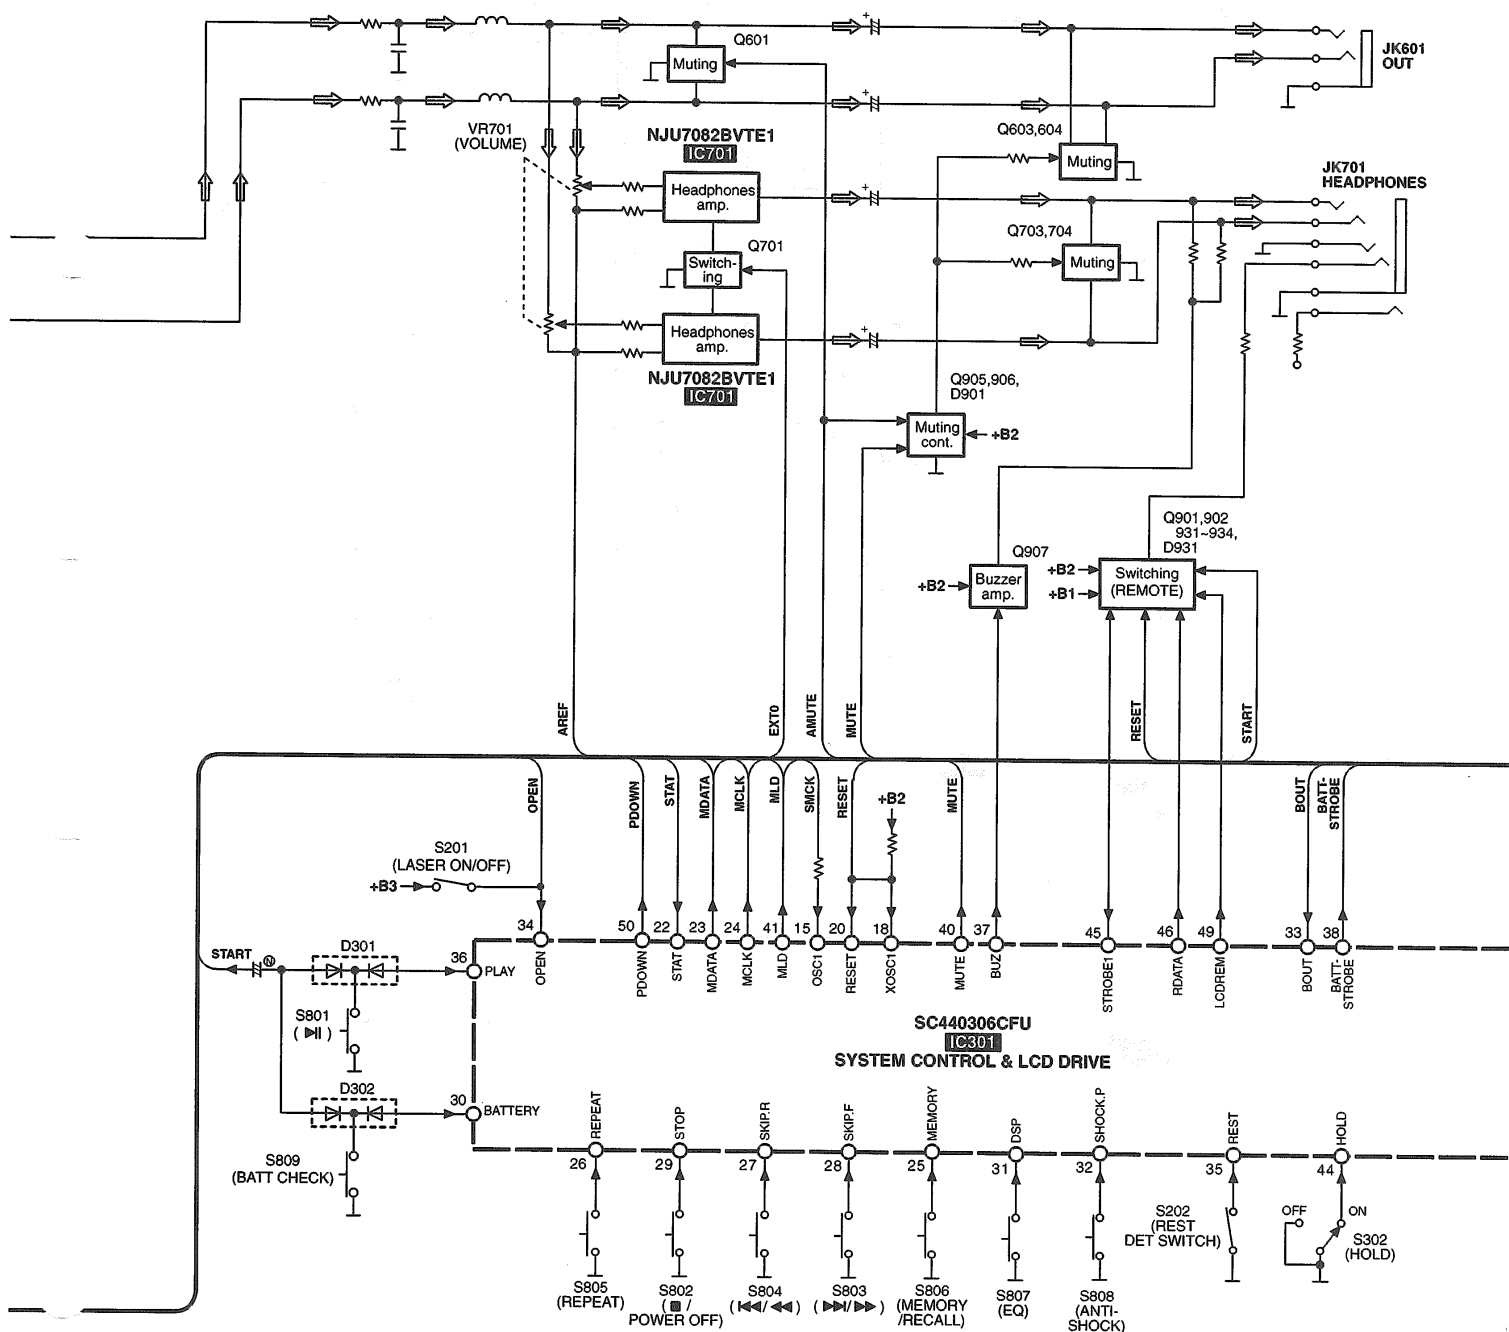 +
Q601
Muting
JK601
OUT
+
VR701
(VOLUME)
NJU7082BVTE1
IC701
Q603,604
Muting
Headphones
amp.
+
JK701
HEADPHONES
Q703,704
Muting
Q701
Switch-
ing
Headphones
amp.
+
NJU7082BVTE1
IC701
Q905,906,
D901
Muting
cont.
+B2
Q901,902
931~934,
D931
Q907
+B2
Buzzer
amp.
+B2
+B1
Switching
(REMOTE)
AREF
EXT0
AMUTE
MUTE
RESET
START
OPEN
PDOWN
STAT
MDATA
MCLK
MLD
SMCK
RESET
+B2
MUTE
BOUT
BATT-
STROBE
S201
(LASER ON/OFF)
+B3
34
50
22
23
24
41
15
20
18
40
37
45
46
49
33
38
START
N
D301
36
PLAY
OPEN
PDOWN
STAT
MDATA
MCLK
MLD
OSC1
RESET
XOSC1
MUTE
BUZ
STROBE1
RDATA
LCDREM
BOUT
BATT-
STROBE
S801
(▶II)
SC440306CFU
IC301
SYSTEM CONTROL & LCD DRIVE
D302
30
BATTERY
S809
(BATT CHECK)
REPEAT
STOP
SKIP.R
SKIP.F
MEMORY
DSP
SHOCK.P
REST
HOLD
26
29
27
28
25
31
32
35
44
S202
(REST
DET SWITCH)
OFF
ON
S302
(HOLD)
S805
(REPEAT)
S802
(■/
POWER OFF)
S804
(I◀◀/◀◀)
S803
(▶▶I/▶▶)
S806
(MEMORY
/RECALL)
S807
(EQ)
S808
(ANTI-
SHOCK)